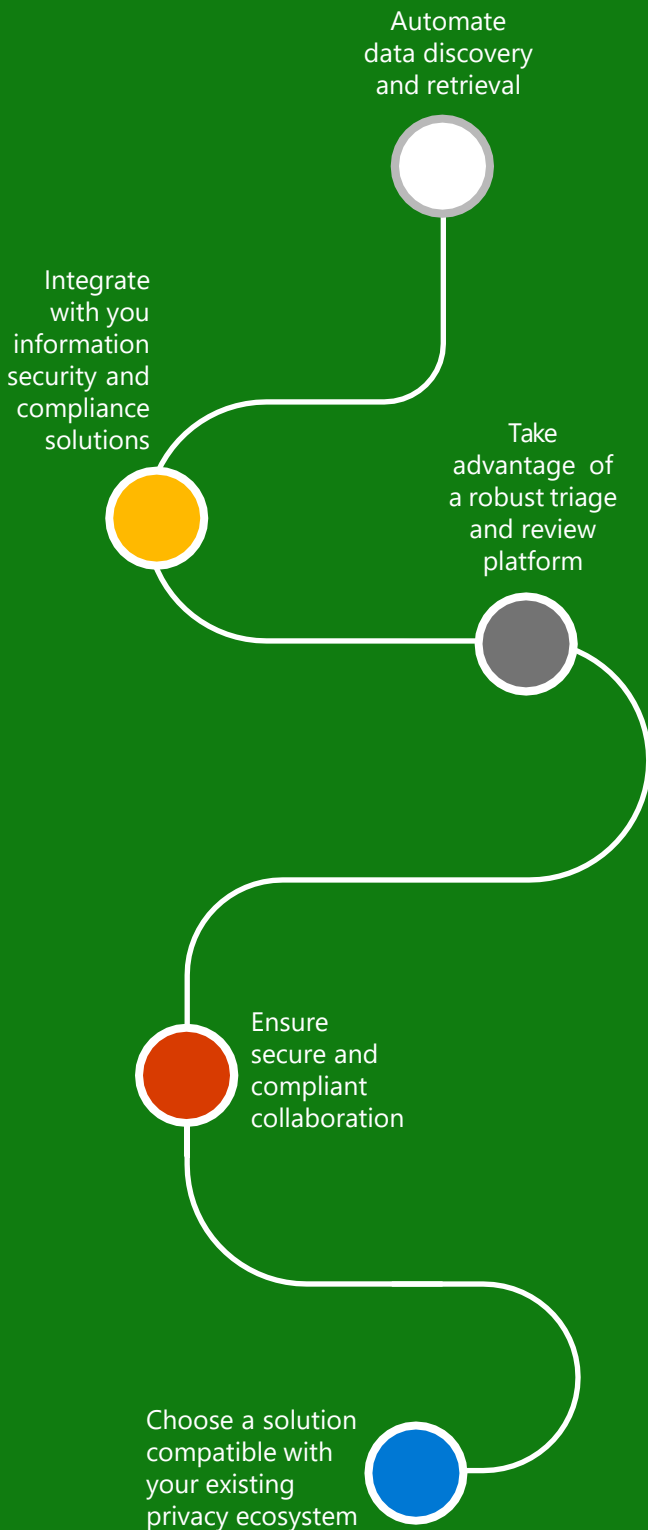 Automate
data discovery
and retrieval
Integrate
with you
information
security and
compliance
solutions
Take
advantage of
a robust triage
and review
platform
Ensure
secure and
compliant
collaboration
Choose a solution
compatible with
your existing
privacy ecosystem